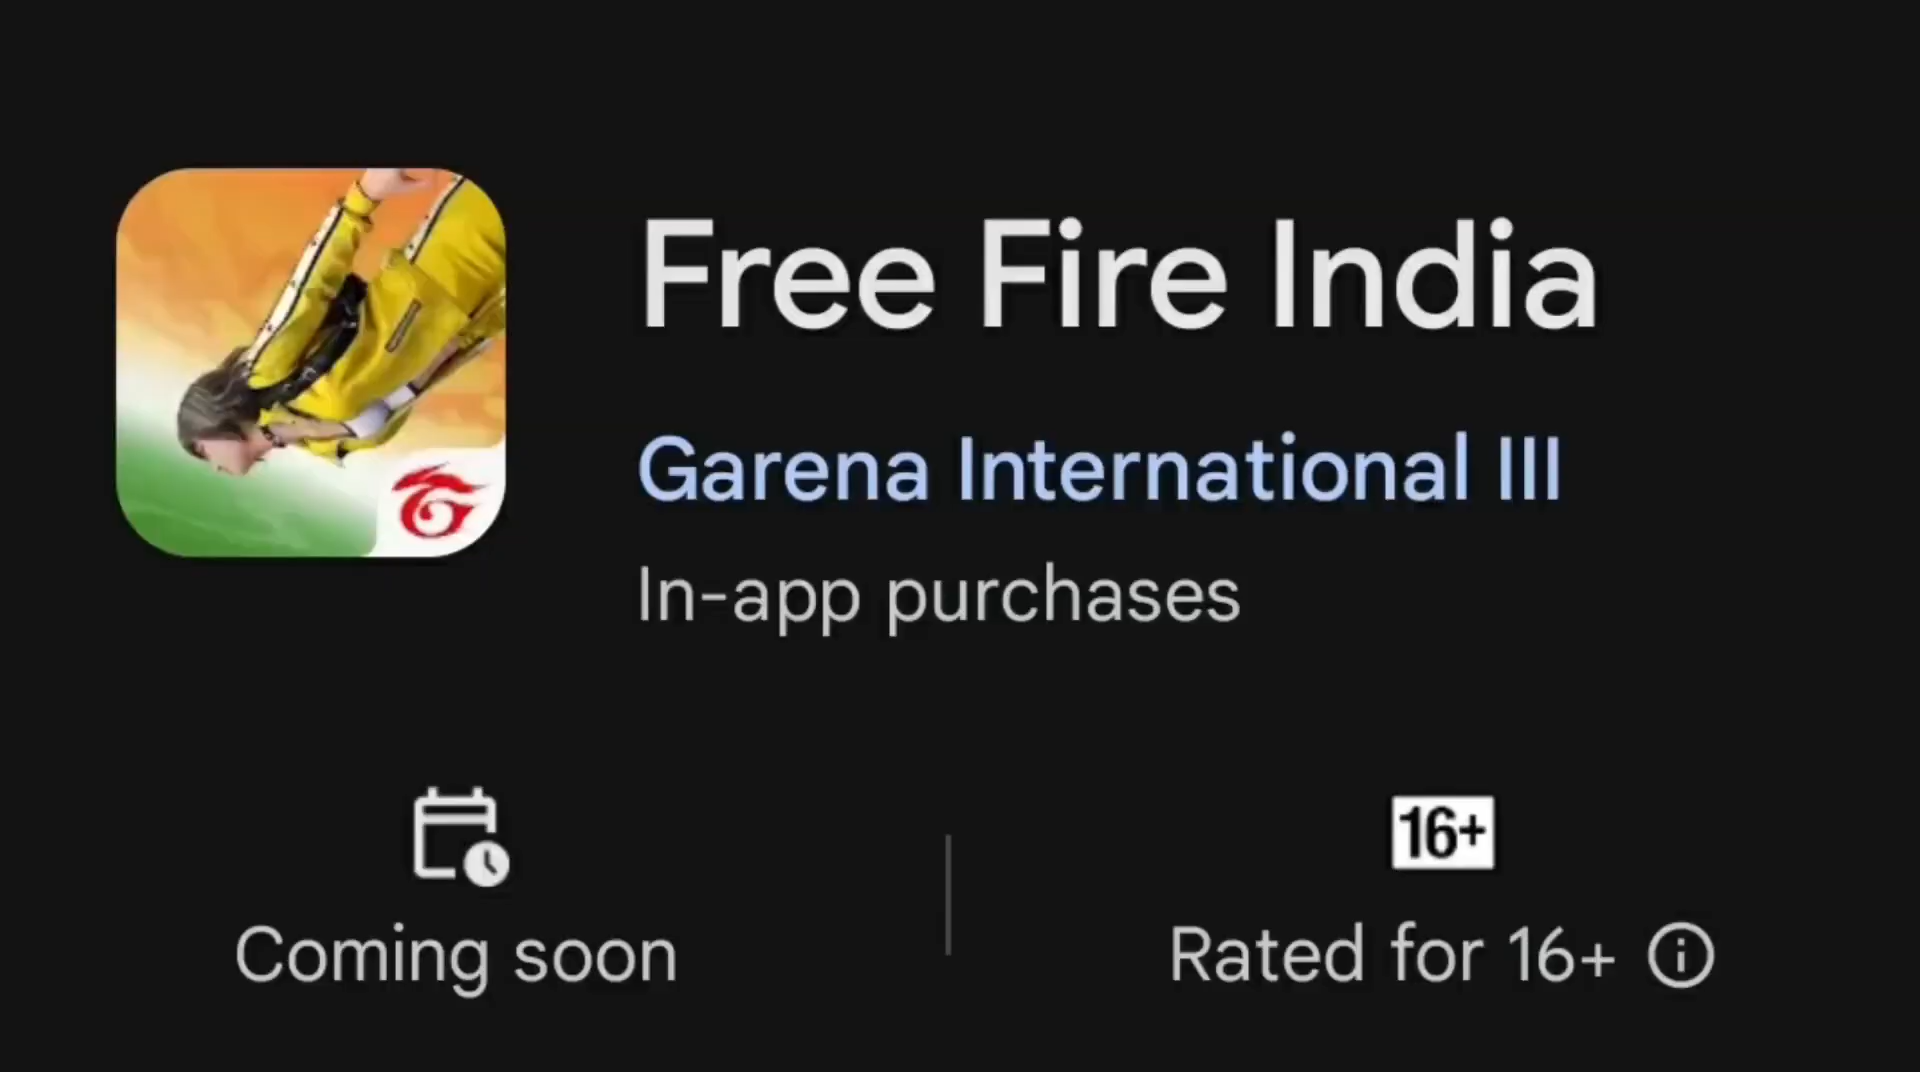 Free Fire India
Garena International III
In-app purchases
16+
Coming soon
Rated for 16+